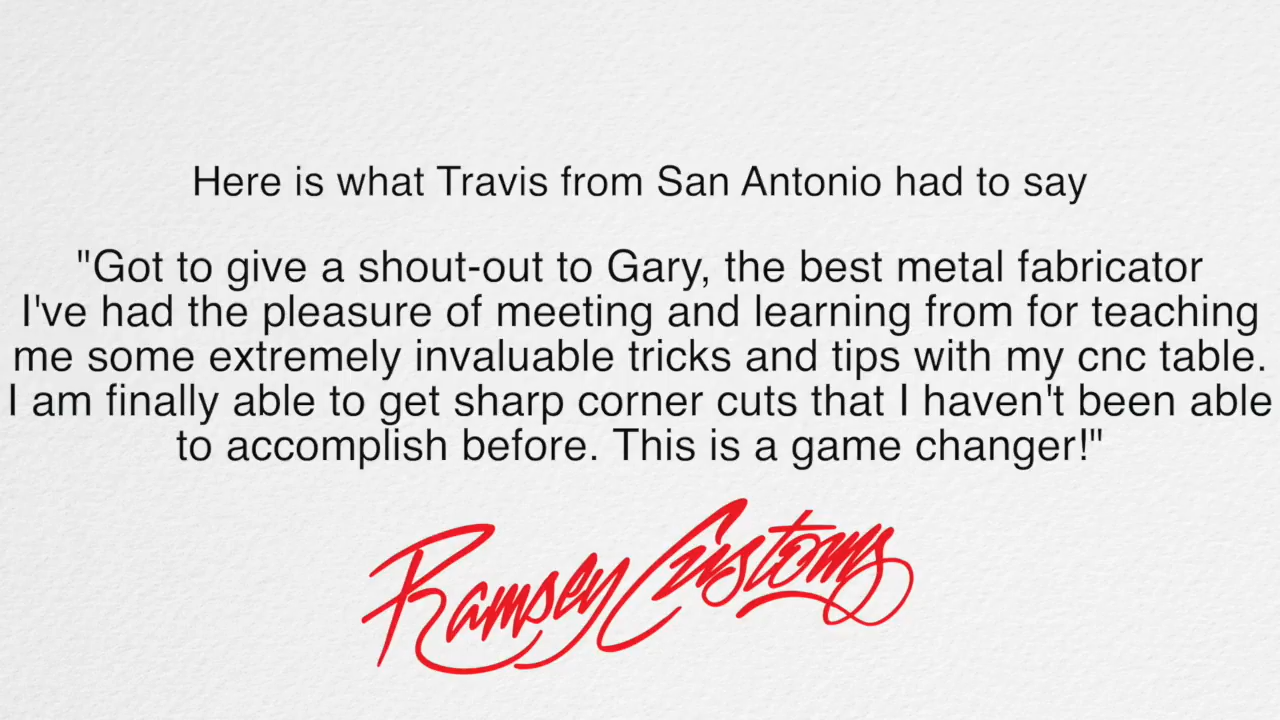 Here is what Travis from San Antonio had to say
"Got to give a shout-out to Gary, the best metal fabricator
I've had the pleasure of meeting and learning from for teaching
me some extremely invaluable tricks and tips with my cnc table.
I am finally able to get sharp corner cuts that I haven't been able
to accomplish before. This is a game changer!"
Ramsey Customs